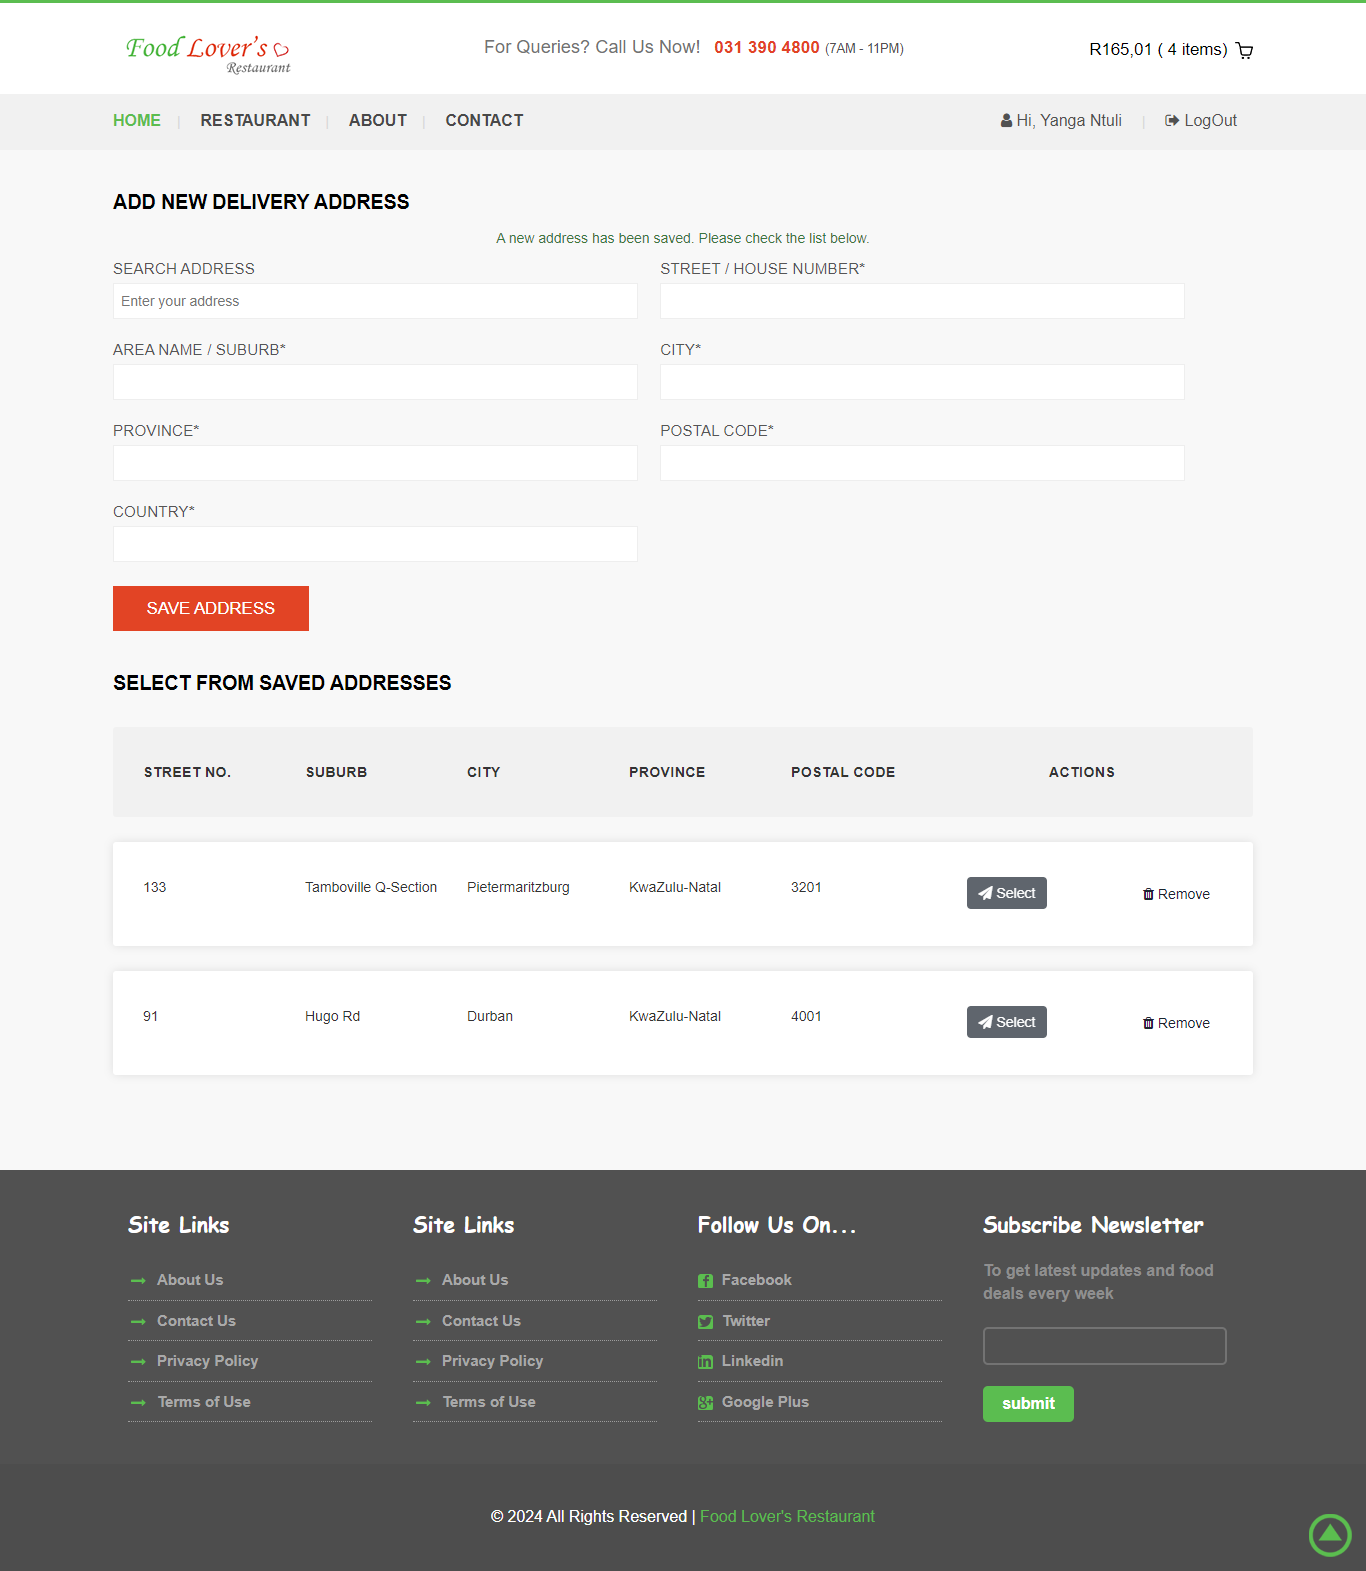 Food Lover's
Restaurant
For Queries? Call Us Now! 031 390 4800 (7AM - 11PM)
R165,01 ( 4 items)
HOME | RESTAURANT | ABOUT | CONTACT
Hi, Yanga Ntuli | LogOut
ADD NEW DELIVERY ADDRESS
A new address has been saved. Please check the list below.
SEARCH ADDRESS STREET / HOUSE NUMBER*
Enter your address
AREA NAME / SUBURB* CITY*
PROVINCE* POSTAL CODE*
COUNTRY*
SAVE ADDRESS
SELECT FROM SAVED ADDRESSES
STREET NO. SUBURB CITY PROVINCE POSTAL CODE ACTIONS
133 Tamboville Q-Section Pietermaritzburg KwaZulu-Natal 3201 Select Remove
91 Hugo Rd Durban KwaZulu-Natal 4001 Select Remove
Site Links
About Us
Contact Us
Privacy Policy
Terms of Use
Site Links
About Us
Contact Us
Privacy Policy
Terms of Use
Follow Us On...
Facebook
Twitter
Linkedin
Google Plus
Subscribe Newsletter
To get latest updates and food
deals every week
submit
© 2024 All Rights Reserved | Food Lover's Restaurant